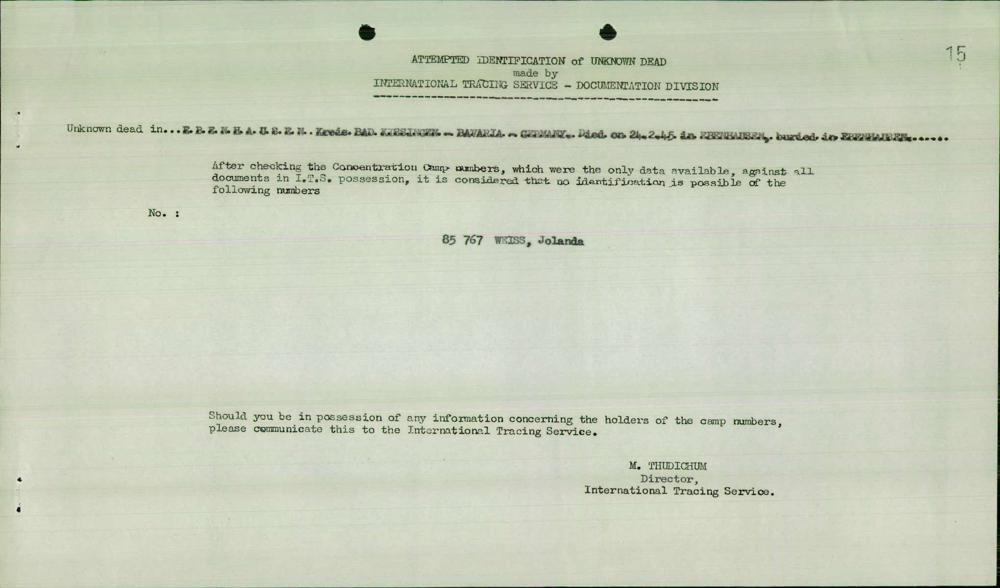 15
ATTEMPTED IDENTIFICATION of UNKNOWN DEAD
made by
INTERNATIONAL TRACING SERVICE - DOCUMENTATION DIVISION
Unknown dead in...E.B.E.N.H.A.U.S.E.N..Kreis.BAD.KISSINGEN.-.BAVARIA.-.GERMANY..Died.on.24.2.45.in.EBENHAUSEN,.buried.in.EBENHAUSEN.......
After checking the Concentration Camp numbers, which were the only data available, against all
documents in I.T.S. possession, it is considered that no identification is possible of the
following numbers
No. :
85 767 WEISS, Jolanda
Should you be in possession of any information concerning the holders of the camp numbers,
please communicate this to the International Tracing Service.
M. THUDICHUM
Director,
International Tracing Service.